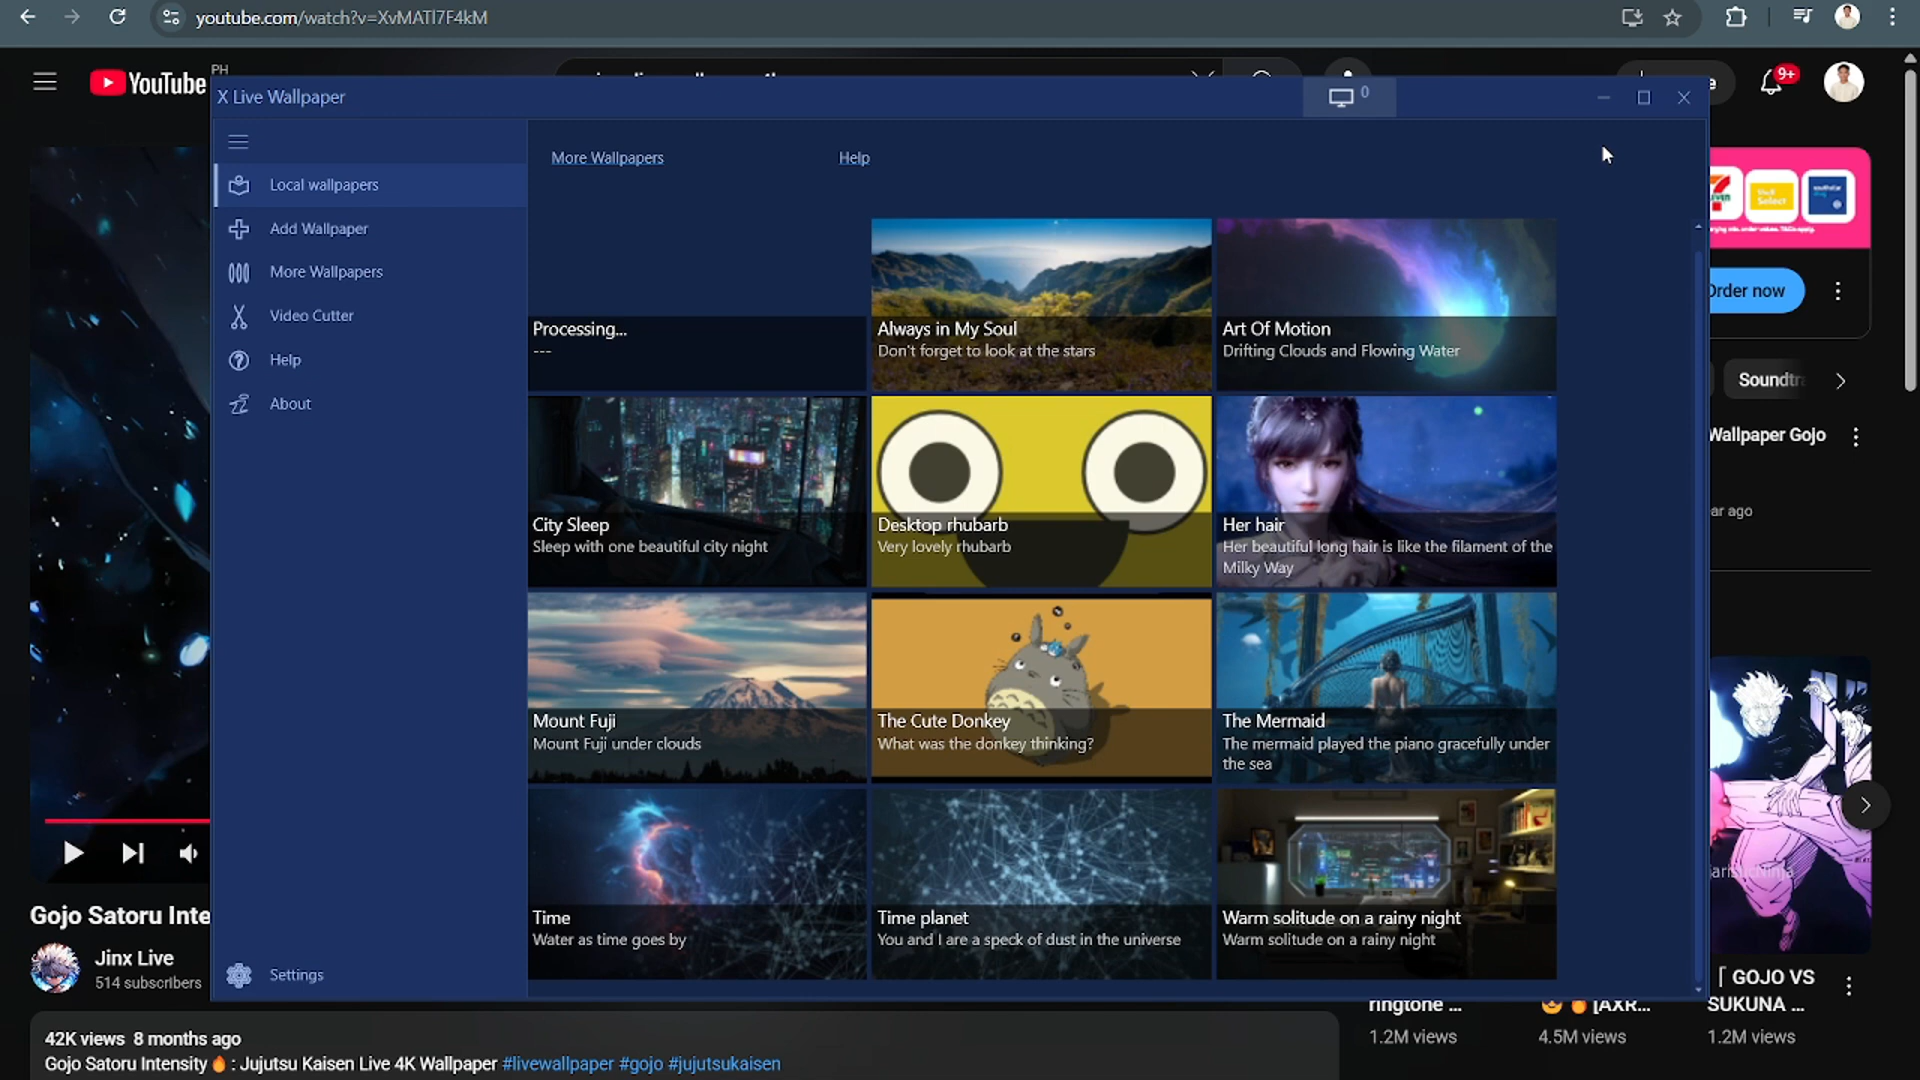 youtube.com/watch?v=XvMATl7F4kM
YouTube PH
9+
X Live Wallpaper
0
Local wallpapers
Add Wallpaper
More Wallpapers
Video Cutter
Help
About
Settings
More Wallpapers
Help
Processing...
---
Always in My Soul
Don't forget to look at the stars
Art Of Motion
Drifting Clouds and Flowing Water
City Sleep
Sleep with one beautiful city night
Desktop rhubarb
Very lovely rhubarb
Her hair
Her beautiful long hair is like the filament of the
Milky Way
Mount Fuji
Mount Fuji under clouds
The Cute Donkey
What was the donkey thinking?
The Mermaid
The mermaid played the piano gracefully under
the sea
Time
Water as time goes by
Time planet
You and I are a speck of dust in the universe
Warm solitude on a rainy night
Warm solitude on a rainy night
Order now
Wallpaper Gojo
ar ago
Gojo Satoru Inte
Jinx Live
514 subscribers
42K views 8 months ago
Gojo Satoru Intensity🔥: Jujutsu Kaisen Live 4K Wallpaper #livewallpaper #gojo #jujutsukaisen
ringtone ...
1.2M views
😎 🔥 [AXR...
4.5M views
「 GOJO VS
SUKUNA ...
1.2M views